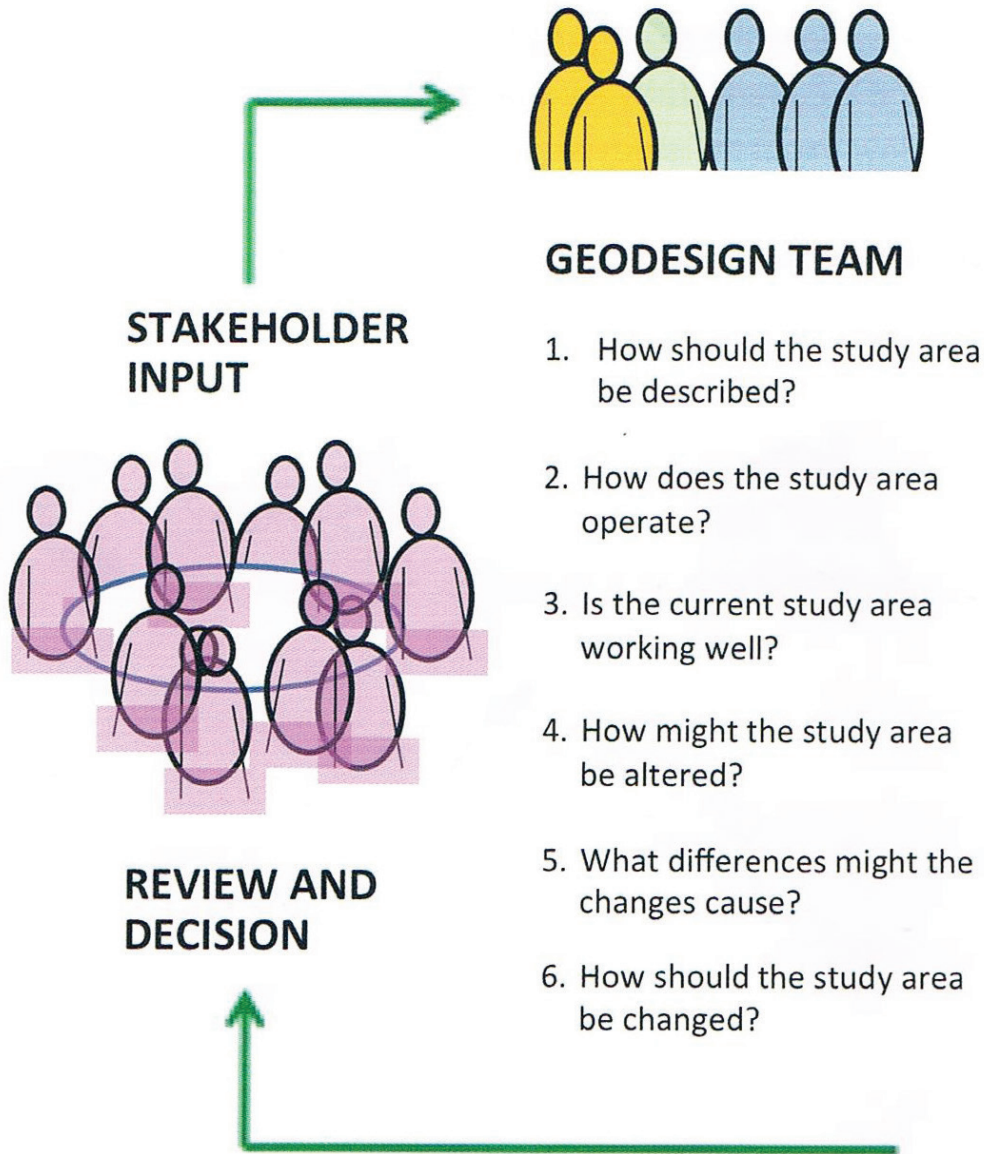 STAKEHOLDER
INPUT
REVIEW AND
DECISION
GEODESIGN TEAM
1. How should the study area
be described?
2. How does the study area
operate?
3. Is the current study area
working well?
4. How might the study area
be altered?
5. What differences might the
changes cause?
6. How should the study area
be changed?